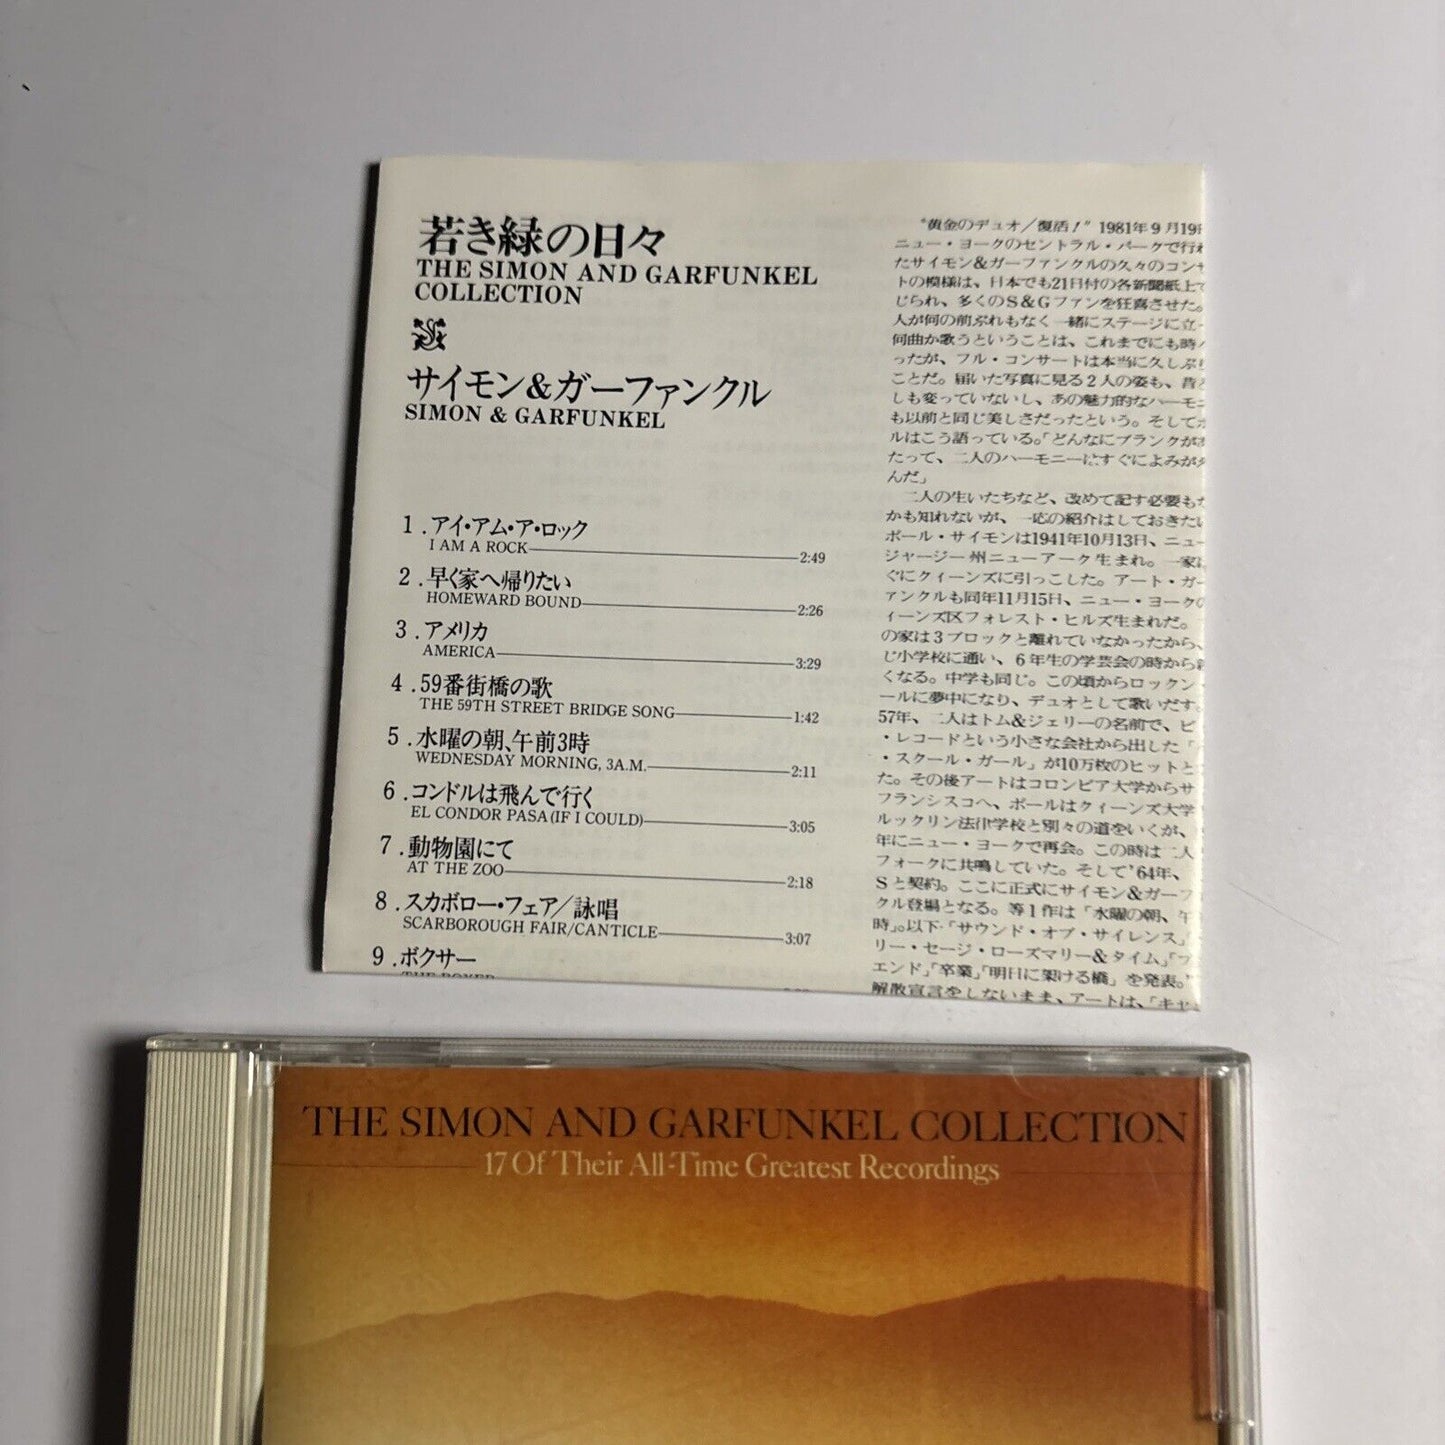 若き緑の日々
THE SIMON AND GARFUNKEL
COLLECTION
サイモン&ガーファンクル
SIMON & GARFUNKEL
1.アイ・アム・ア・ロック
I AM A ROCK 2:49
2.早く家へ帰りたい
HOMEWARD BOUND 2:26
3.アメリカ
AMERICA 3:29
4.59番街橋の歌
THE 59TH STREET BRIDGE SONG 1:42
5.水曜の朝、午前3時
WEDNESDAY MORNING, 3A.M. 2:11
6.コンドルは飛んで行く
EL CONDOR PASA (IF I COULD) 3:05
7.動物園にて
AT THE ZOO 2:18
8.スカボロー・フェア/詠唱
SCARBOROUGH FAIR/CANTICLE 3:07
9.ボクサー
THE BOXER
“黄金のデュオ/復活!” 1981年9月19
ニュー・ヨークのセントラル・パークで行
たサイモン&ガーファンクルの久々のコンサ
トの模様は、日本でも21日付の各新聞紙上で
じられ、多くのS&Gファンを狂喜させた。
人が何の前ぶれもなく一緒にステージに立
何曲か歌うということは、これまでにも時
ったが、フル・コンサートは本当に久しぶり
ことだ。届いた写真に見る2人の姿も、昔
しも変っていないし、あの魅力的なハーモ
も以前と同じ美しさだったという。そして
ルはこう語っている。「どんなにブランクが
たって、二人のハーモニーはすぐによみが
んだ」
二人の生いたちなど、改めて記す必要も
かも知れないが、一応の紹介はしておきたい
ポール・サイモンは1941年10月13日、ニュー
ジャージー州ニューアーク生まれ。一家
ぐにクィーンズに引っこした。アート・ガー
ァンクルも同年11月15日、ニュー・ヨークの
ィーンズ区フォレスト・ヒルズ生まれだ。
の家は3ブロックと離れていなかったから、
じ小学校に通い、6年生の学芸会の時から
くなる。中学も同じ。この頃からロックン
ールに夢中になり、デュオとして歌いだす。
57年、二人はトム&ジェリーの名前で、ビ
・レコードという小さな会社から出した「
・スクール・ガール」が10万枚のヒットと
た。その後アートはコロンビア大学からサ
フランシスコへ、ポールはクィーンズ大学
ルックリン法律学校と別々の道をいくが、
年にニュー・ヨークで再会。この時は二人
フォークに共鳴していた。そして'64年、
Sと契約。ここに正式にサイモン&ガーフ
クル登場となる。等1作は「水曜の朝、午
時」。以下「サウンド・オブ・サイレンス」
リー・セージ・ローズマリー&タイム」「ブ
エンド」「卒業」「明日に架ける橋」を発表。
解散宣言をしないまま、アートは、「キャ
THE SIMON AND GARFUNKEL COLLECTION
17 Of Their All-Time Greatest Recordings